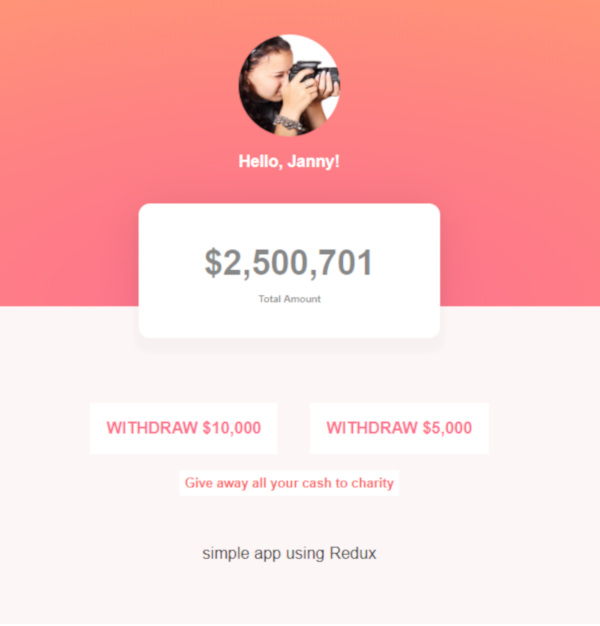 Hello, Janny!
$2,500,701
Total Amount
WITHDRAW $10,000
WITHDRAW $5,000
Give away all your cash to charity
simple app using Redux